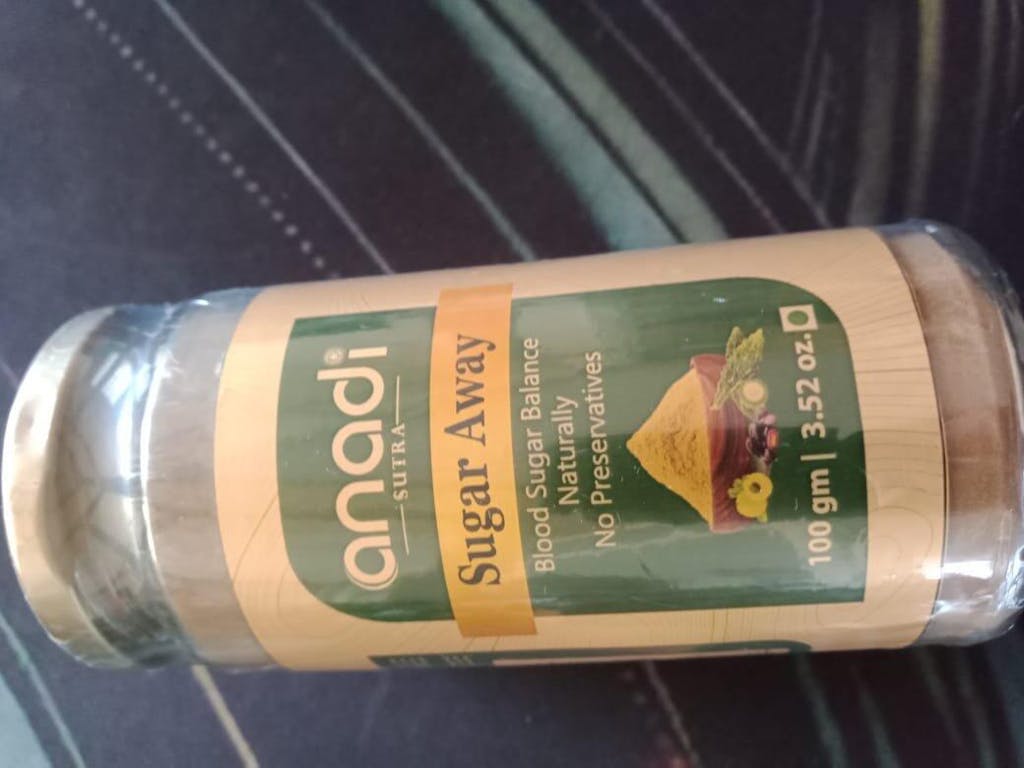 anadi®
SUTRA
Sugar Away
Blood Sugar Balance
Naturally
No Preservatives
100 gm | 3.52 oz.